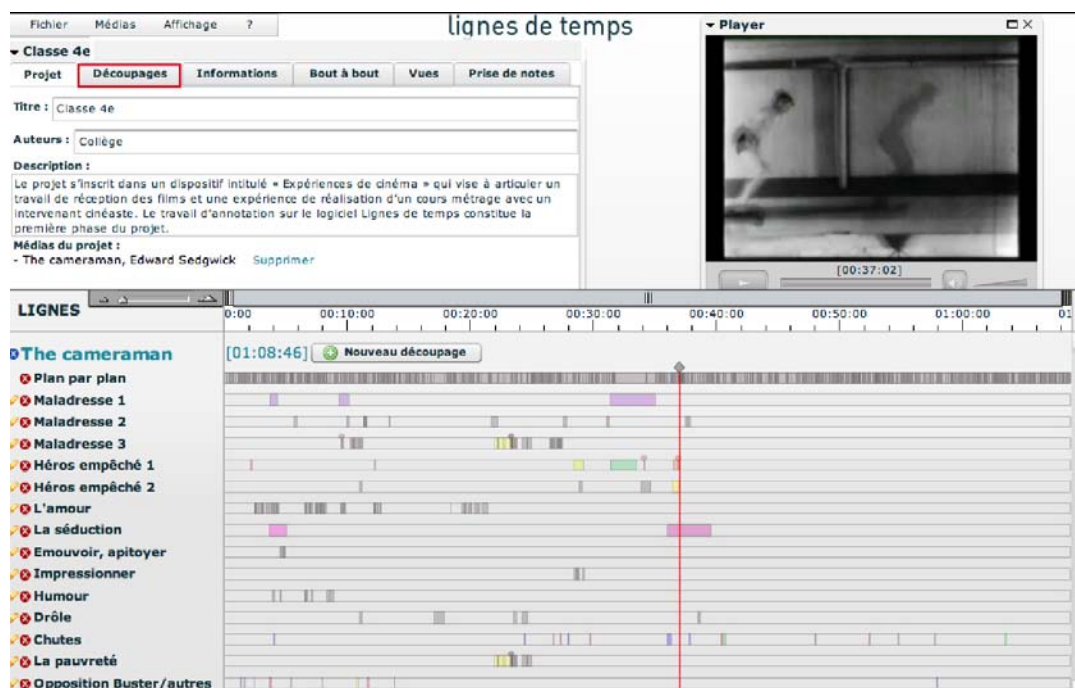 Fichier Médias Affichage ?
lignes de temps
Player
Classe 4e
Projet Découpages Informations Bout à bout Vues Prise de notes
Titre : Classe 4e
Auteurs : Collège
Description :
Le projet s'inscrit dans un dispositif intitulé « Expériences de cinéma » qui vise à articuler un
travail de réception des films et une expérience de réalisation d'un cours métrage avec un
intervenant cinéaste. Le travail d'annotation sur le logiciel Lignes de temps constitue la
première phase du projet.
Médias du projet :
- The cameraman, Edward Sedgwick Supprimer
[00:37:02]
LIGNES
0:00 00:10:00 00:20:00 00:30:00 00:40:00 00:50:00 01:00:00 01
The cameraman [01:08:46] Nouveau découpage
Plan par plan
Maladresse 1
Maladresse 2
Maladresse 3
Héros empêché 1
Héros empêché 2
L'amour
La séduction
Emouvoir, apitoyer
Impressionner
Humour
Drôle
Chutes
La pauvreté
Opposition Buster/autres